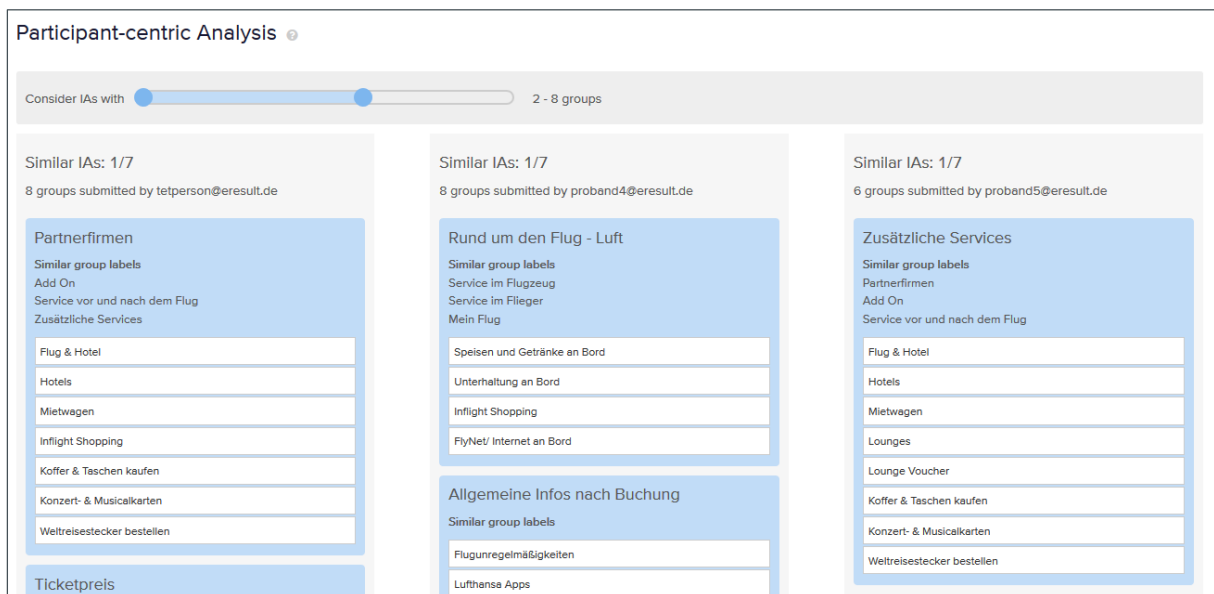 Participant-centric Analysis ?
Consider IAs with
2 - 8 groups
Similar IAs: 1/7
8 groups submitted by tetperson@eresult.de
Partnerfirmen
Similar group labels
Add On
Service vor und nach dem Flug
Zusätzliche Services
Flug & Hotel
Hotels
Mietwagen
Inflight Shopping
Koffer & Taschen kaufen
Konzert- & Musicalkarten
Weltreisestecker bestellen
Ticketpreis
Similar IAs: 1/7
8 groups submitted by proband4@eresult.de
Rund um den Flug - Luft
Similar group labels
Service im Flugzeug
Service im Flieger
Mein Flug
Speisen und Getränke an Bord
Unterhaltung an Bord
Inflight Shopping
FlyNet/ Internet an Bord
Allgemeine Infos nach Buchung
Similar group labels
Flugunregelmäßigkeiten
Lufthansa Apps
Similar IAs: 1/7
6 groups submitted by proband5@eresult.de
Zusätzliche Services
Similar group labels
Partnerfirmen
Add On
Service vor und nach dem Flug
Flug & Hotel
Hotels
Mietwagen
Lounges
Lounge Voucher
Koffer & Taschen kaufen
Konzert- & Musicalkarten
Weltreisestecker bestellen